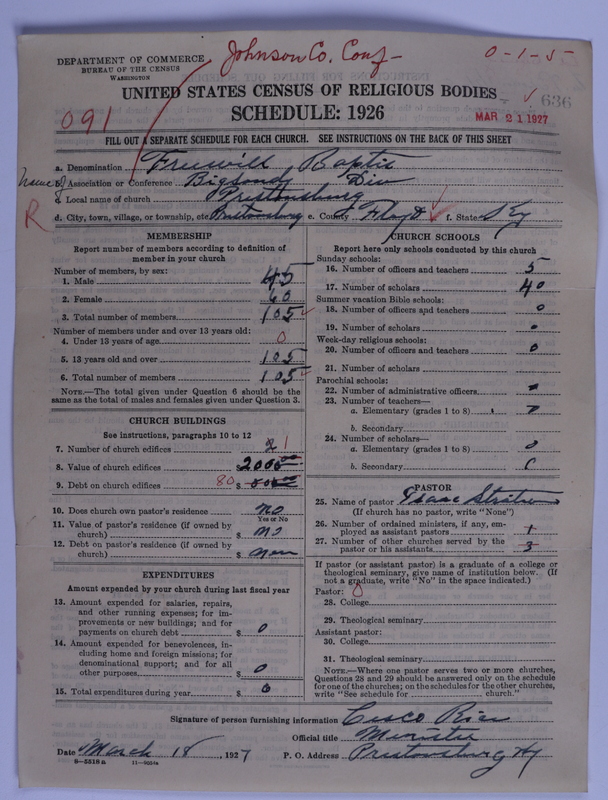 DEPARTMENT OF COMMERCE
BUREAU OF THE CENSUS
WASHINGTON
Johnson Co. Conf-
0-1-5
UNITED STATES CENSUS OF RELIGIOUS BODIES
636
091
SCHEDULE: 1926
MAR 21 1927
FILL OUT A SEPARATE SCHEDULE FOR EACH CHURCH. SEE INSTRUCTIONS ON THE BACK OF THIS SHEET
a. Denomination Freewill Baptis
Name of b. Association or Conference Bigsandy Div
c. Local name of church Prestonsburg
R
d. City, town, village, or township, etc. Prestonsburg e. County Floyd f. State Ky
MEMBERSHIP
Report number of members according to definition of
member in your church
Number of members, by sex:
1. Male 45
2. Female 60
3. Total number of members 105
Number of members under and over 13 years old:
4. Under 13 years of age 0
5. 13 years old and over 105
6. Total number of members 105
NOTE.—The total given under Question 6 should be
the same as the total of males and females given under Question 3.
CHURCH BUILDINGS
See instructions, paragraphs 10 to 12
7. Number of church edifices 2 1
8. Value of church edifices $ 2000.00
9. Debt on church edifices 80 $
10. Does church own pastor's residence? no
Yes or No
11. Value of pastor's residence (if owned by
church) $ no
12. Debt on pastor's residence (if owned by
church) $ non
EXPENDITURES
Amount expended by your church during last fiscal year
13. Amount expended for salaries, repairs,
and other running expenses; for im-
provements or new buildings; and for
payments on church debt $ 0
14. Amount expended for benevolences, in-
cluding home and foreign missions; for
denominational support; and for all
other purposes $ 0
15. Total expenditures during year $ 0
CHURCH SCHOOLS
Report here only schools conducted by this church
Sunday schools:
16. Number of officers and teachers 5
17. Number of scholars 40
Summer vacation Bible schools:
18. Number of officers and teachers 0
19. Number of scholars 0
Week-day religious schools:
20. Number of officers and teachers 0
21. Number of scholars
Parochial schools:
22. Number of administrative officers
23. Number of teachers—
a. Elementary (grades 1 to 8) 0
b. Secondary
24. Number of scholars—
a. Elementary (grades 1 to 8) 0
b. Secondary
PASTOR
25. Name of pastor Isaac Stratton
(If church has no pastor, write "None")
26. Number of ordained ministers, if any, em-
ployed as assistant pastors 1
27. Number of other churches served by the
pastor or his assistants 3
If pastor (or assistant pastor) is a graduate of a college or
theological seminary, give name of institution below. (If
not a graduate, write "No" in the space indicated.)
Pastor: 0
28. College
29. Theological seminary
Assistant pastor:
30. College
31. Theological seminary
NOTE.—Where one pastor serves two or more churches,
Questions 28 and 29 should be answered only on the schedule
for one of the churches; on the schedules for the other churches,
write "See schedule for church."
Signature of person furnishing information
Official title Minister
Date March 18, 1927 P. O. Address Prestonsburg Ky
8-5518a 11-9034a